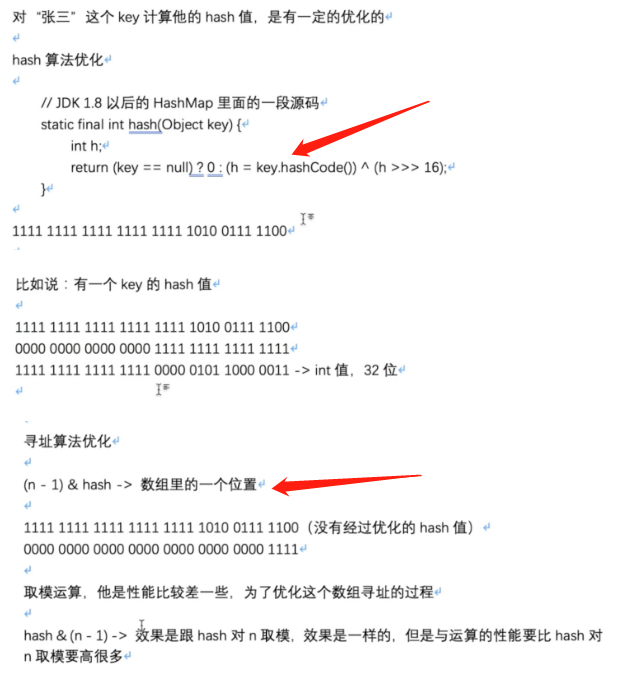 对“张三”这个 key 计算他的 hash 值，是有一定的优化的
hash 算法优化
// JDK 1.8 以后的 HashMap 里面的一段源码
static final int hash(Object key) {
int h;
return (key == null) ? 0 : (h = key.hashCode()) ^ (h >>> 16);
}
1111 1111 1111 1111 1111 1010 0111 1100
比如说：有一个 key 的 hash 值
1111 1111 1111 1111 1111 1010 0111 1100
0000 0000 0000 0000 1111 1111 1111 1111
1111 1111 1111 1111 0000 0101 1000 0011 -> int 值，32 位
寻址算法优化
(n - 1) & hash -> 数组里的一个位置
1111 1111 1111 1111 1111 1010 0111 1100（没有经过优化的 hash 值）
0000 0000 0000 0000 0000 0000 0000 1111
取模运算，他是性能比较差一些，为了优化这个数组寻址的过程
hash & (n - 1) -> 效果是跟 hash 对 n 取模，效果是一样的，但是与运算的性能要比 hash 对
n 取模要高很多